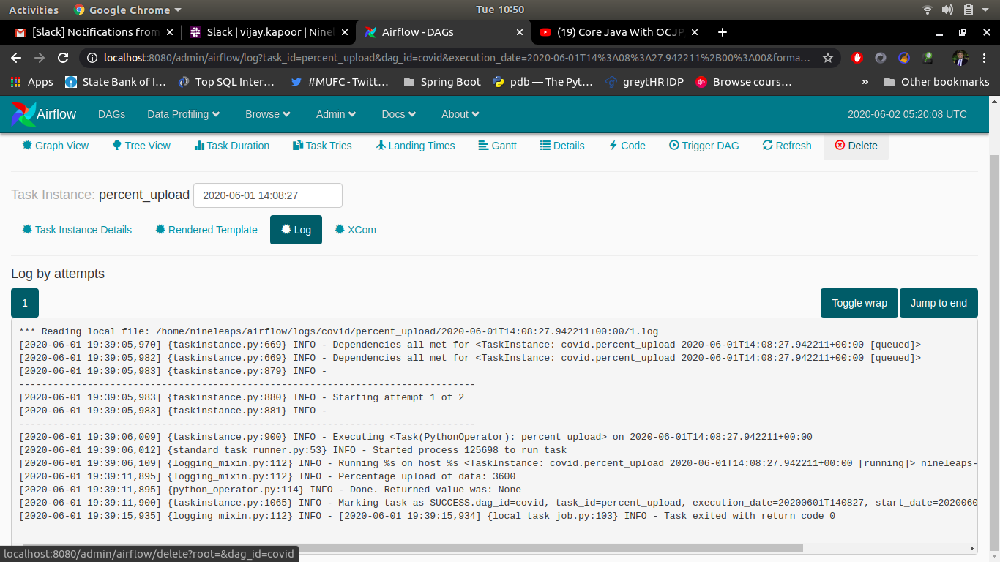 Activities Google Chrome Tue 10:50
[Slack] Notifications from Slack | vijay.kapoor | Nine Airflow - DAGs (19) Core Java With OCJP
localhost:8080/admin/airflow/log?task_id=percent_upload&dag_id=covid&execution_date=2020-06-01T14%3A08%3A27.942211%2B00%3A00&forma...
Apps State Bank of I... Top SQL Inter... #MUFC - Twitt... Spring Boot pdb — The Pyt... greytHR IDP Browse cours... » Other bookmarks
Airflow DAGs Data Profiling Browse Admin Docs About 2020-06-02 05:20:08 UTC
Graph View Tree View Task Duration Task Tries Landing Times Gantt Details Code Trigger DAG Refresh Delete
Task Instance: percent_upload 2020-06-01 14:08:27
Task Instance Details Rendered Template Log XCom
Log by attempts
1 Toggle wrap Jump to end
*** Reading local file: /home/nineleaps/airflow/logs/covid/percent_upload/2020-06-01T14:08:27.942211+00:00/1.log
[2020-06-01 19:39:05,970] {taskinstance.py:669} INFO - Dependencies all met for <TaskInstance: covid.percent_upload 2020-06-01T14:08:27.942211+00:00 [queued]>
[2020-06-01 19:39:05,982] {taskinstance.py:669} INFO - Dependencies all met for <TaskInstance: covid.percent_upload 2020-06-01T14:08:27.942211+00:00 [queued]>
[2020-06-01 19:39:05,983] {taskinstance.py:879} INFO -
--------------------------------------------------------------------------------
[2020-06-01 19:39:05,983] {taskinstance.py:880} INFO - Starting attempt 1 of 2
[2020-06-01 19:39:05,983] {taskinstance.py:881} INFO -
--------------------------------------------------------------------------------
[2020-06-01 19:39:06,009] {taskinstance.py:900} INFO - Executing <Task(PythonOperator): percent_upload> on 2020-06-01T14:08:27.942211+00:00
[2020-06-01 19:39:06,012] {standard_task_runner.py:53} INFO - Started process 125698 to run task
[2020-06-01 19:39:06,109] {logging_mixin.py:112} INFO - Running %s on host %s <TaskInstance: covid.percent_upload 2020-06-01T14:08:27.942211+00:00 [running]> nineleaps-
[2020-06-01 19:39:11,895] {logging_mixin.py:112} INFO - Percentage upload of data: 3600
[2020-06-01 19:39:11,895] {python_operator.py:114} INFO - Done. Returned value was: None
[2020-06-01 19:39:11,900] {taskinstance.py:1065} INFO - Marking task as SUCCESS.dag_id=covid, task_id=percent_upload, execution_date=20200601T140827, start_date=2020060
[2020-06-01 19:39:15,935] {logging_mixin.py:112} INFO - [2020-06-01 19:39:15,934] {local_task_job.py:103} INFO - Task exited with return code 0
localhost:8080/admin/airflow/delete?root=&dag_id=covid